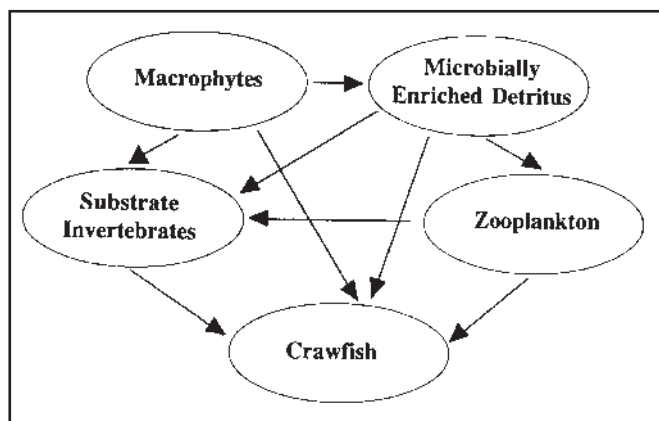 Macrophytes
Microbially
Enriched Detritus
Substrate
Invertebrates
Zooplankton
Crawfish